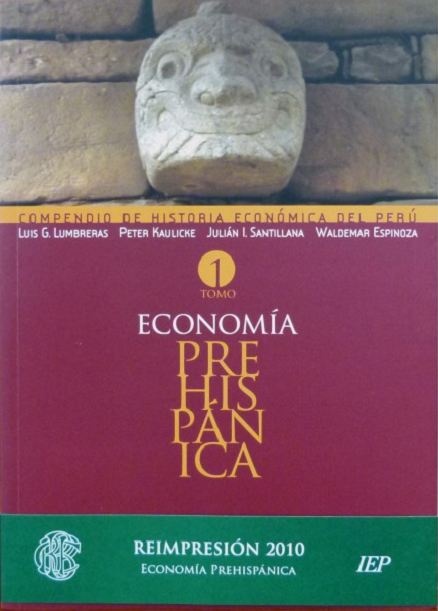 COMPENDIO DE HISTORIA ECONÓMICA DEL PERÚ
LUIS G. LUMBRERAS PETER KAULICKE JULIÁN I. SANTILLANA WALDEMAR ESPINOZA
1
TOMO
ECONOMÍA
PRE
HIS
PÁN
ICA
REIMPRESIÓN 2010
ECONOMÍA PREHISPÁNICA
IEP